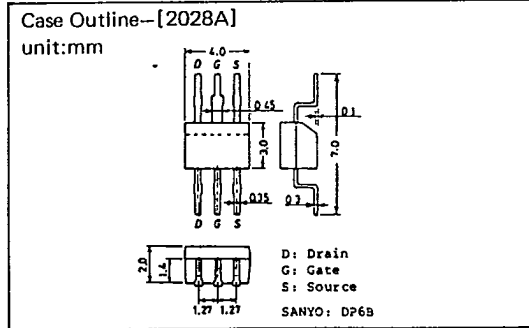 Case Outline—[2028A]
unit:mm
4.0
D G S
0.45
0.1
3.0
7.0
0.35
0.3
D G S
2.0
1.4
1.27 1.27
D: Drain
G: Gate
S: Source
SANYO: DP6B